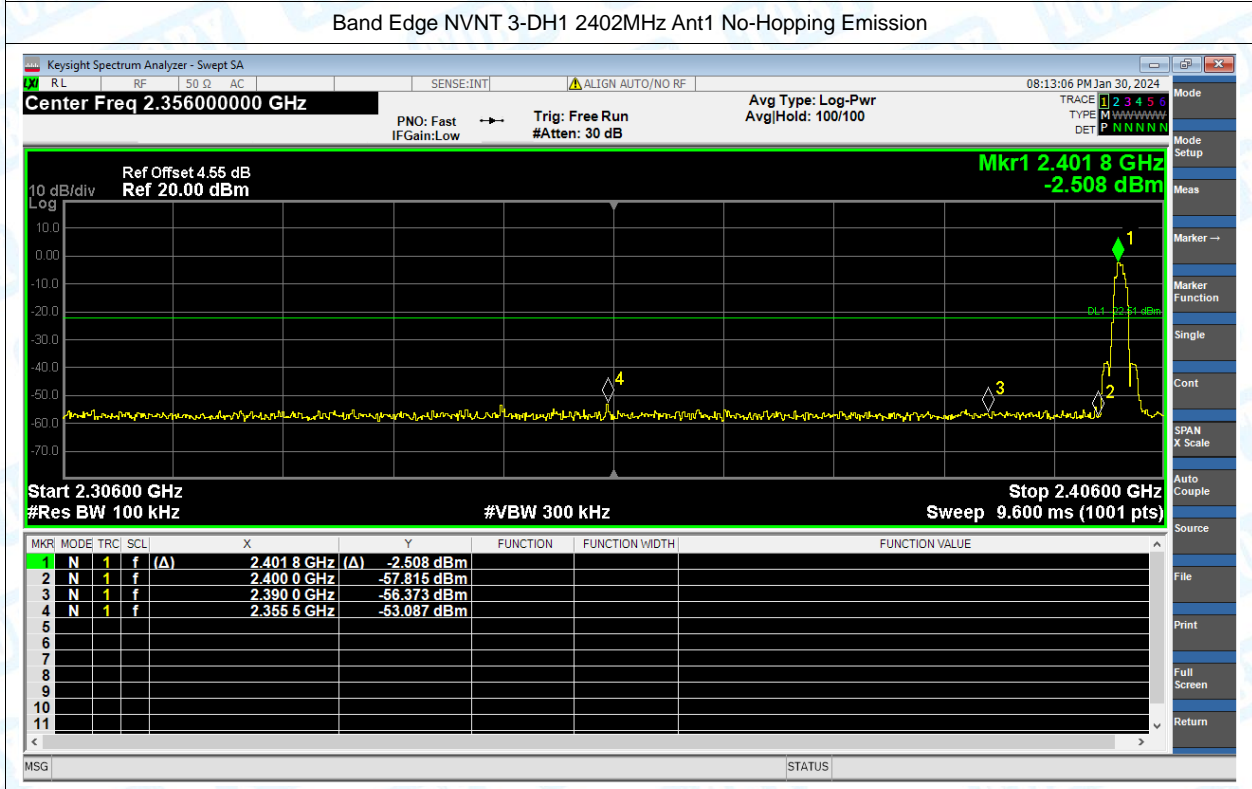 Band Edge NVNT 3-DH1 2402MHz Ant1 No-Hopping Emission
Keysight Spectrum Analyzer - Swept SA
LXI RL RF 50 Ω AC SENSE:INT ALIGN AUTO/NO RF 08:13:06 PM Jan 30, 2024
Center Freq 2.356000000 GHz
PNO: Fast
IFGain:Low
Trig: Free Run
#Atten: 30 dB
Avg Type: Log-Pwr
Avg|Hold: 100/100
TRACE 1 2 3 4 5 6
TYPE M W W W W W
DET P N N N N N
Mkr1 2.401 8 GHz
-2.508 dBm
Ref Offset 4.55 dB
10 dB/div Ref 20.00 dBm
Log
10.0
0.00
-10.0
-20.0
-30.0
-40.0
-50.0
-60.0
-70.0
1
DL1 -22.51 dBm
4
3
2
Start 2.30600 GHz Stop 2.40600 GHz
#Res BW 100 kHz #VBW 300 kHz Sweep 9.600 ms (1001 pts)
MKR MODE TRC SCL X Y FUNCTION FUNCTION WIDTH FUNCTION VALUE
1 N 1 f (Δ) 2.401 8 GHz (Δ) -2.508 dBm
2 N 1 f 2.400 0 GHz -57.815 dBm
3 N 1 f 2.390 0 GHz -56.373 dBm
4 N 1 f 2.355 5 GHz -53.087 dBm
5
6
7
8
9
10
11
MSG STATUS
Mode
Mode Setup
Meas
Marker →
Marker Function
Single
Cont
SPAN X Scale
Auto Couple
Source
File
Print
Full Screen
Return